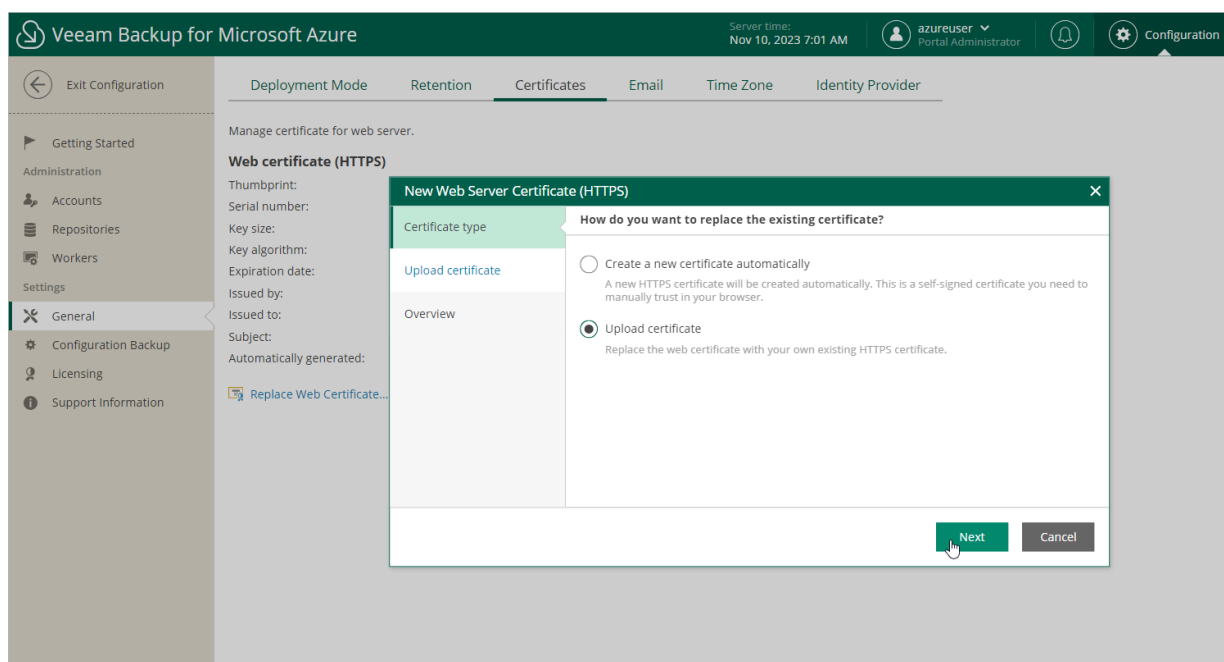 Veeam Backup for Microsoft Azure
Server time:
Nov 10, 2023 7:01 AM
azureuser
Portal Administrator
Configuration
Exit Configuration
Deployment Mode
Retention
Certificates
Email
Time Zone
Identity Provider
Getting Started
Administration
Accounts
Repositories
Workers
Settings
General
Configuration Backup
Licensing
Support Information
Manage certificate for web server.
Web certificate (HTTPS)
Thumbprint:
Serial number:
Key size:
Key algorithm:
Expiration date:
Issued by:
Issued to:
Subject:
Automatically generated:
Replace Web Certificate...
New Web Server Certificate (HTTPS)
Certificate type
Upload certificate
Overview
How do you want to replace the existing certificate?
Create a new certificate automatically
A new HTTPS certificate will be created automatically. This is a self-signed certificate you need to
manually trust in your browser.
Upload certificate
Replace the web certificate with your own existing HTTPS certificate.
Next
Cancel